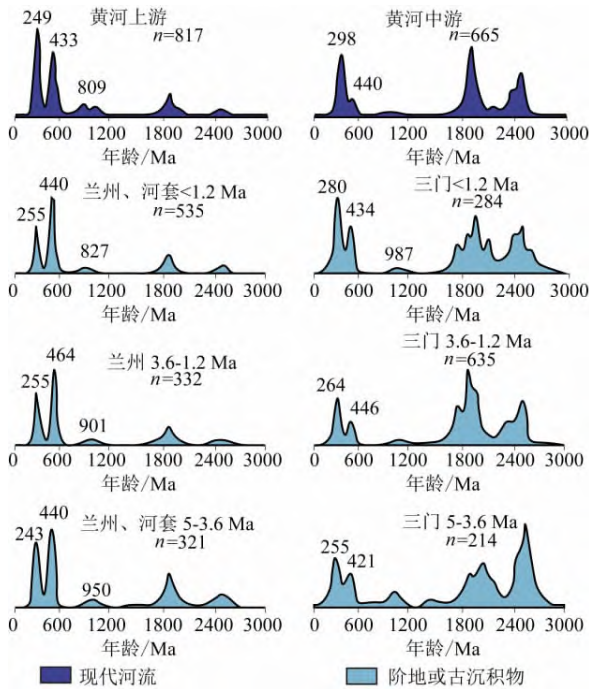 黄河上游
n=817
249
433
809
0 600 1200 1800 2400 3000
年龄/Ma
黄河中游
n=665
298
440
0 600 1200 1800 2400 3000
年龄/Ma
兰州、河套<1.2 Ma
n=535
440
255
827
0 600 1200 1800 2400 3000
年龄/Ma
三门<1.2 Ma
n=284
280
434
987
0 600 1200 1800 2400 3000
年龄/Ma
兰州 3.6-1.2 Ma
n=332
464
255
901
0 600 1200 1800 2400 3000
年龄/Ma
三门 3.6-1.2 Ma
n=635
264
446
0 600 1200 1800 2400 3000
年龄/Ma
兰州、河套 5-3.6 Ma
n=321
440
243
950
0 600 1200 1800 2400 3000
年龄/Ma
三门 5-3.6 Ma
n=214
255
421
0 600 1200 1800 2400 3000
年龄/Ma
现代河流
阶地或古沉积物